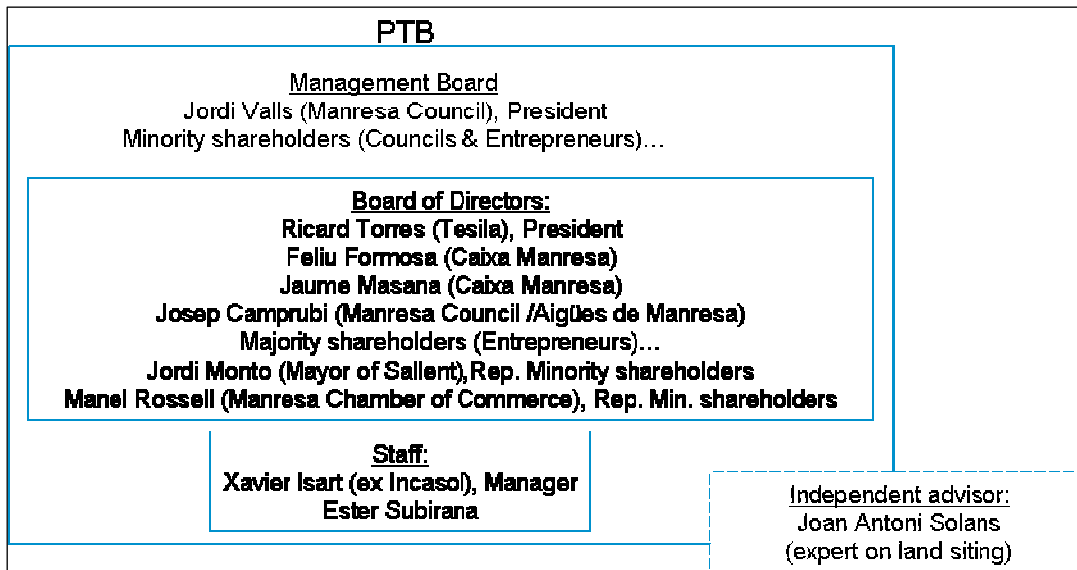 PTB
Management Board
Jordi Valls (Manresa Council), President
Minority shareholders (Councils & Entrepreneurs)…
Board of Directors:
Ricard Torres (Tesila), President
Feliu Formosa (Caixa Manresa)
Jaume Masana (Caixa Manresa)
Josep Camprubi (Manresa Council /Aigües de Manresa)
Majority shareholders (Entrepreneurs)…
Jordi Monto (Mayor of Sallent),Rep. Minority shareholders
Manel Rossell (Manresa Chamber of Commerce), Rep. Min. shareholders
Staff:
Xavier Isart (ex Incasol), Manager
Ester Subirana
Independent advisor:
Joan Antoni Solans
(expert on land siting)